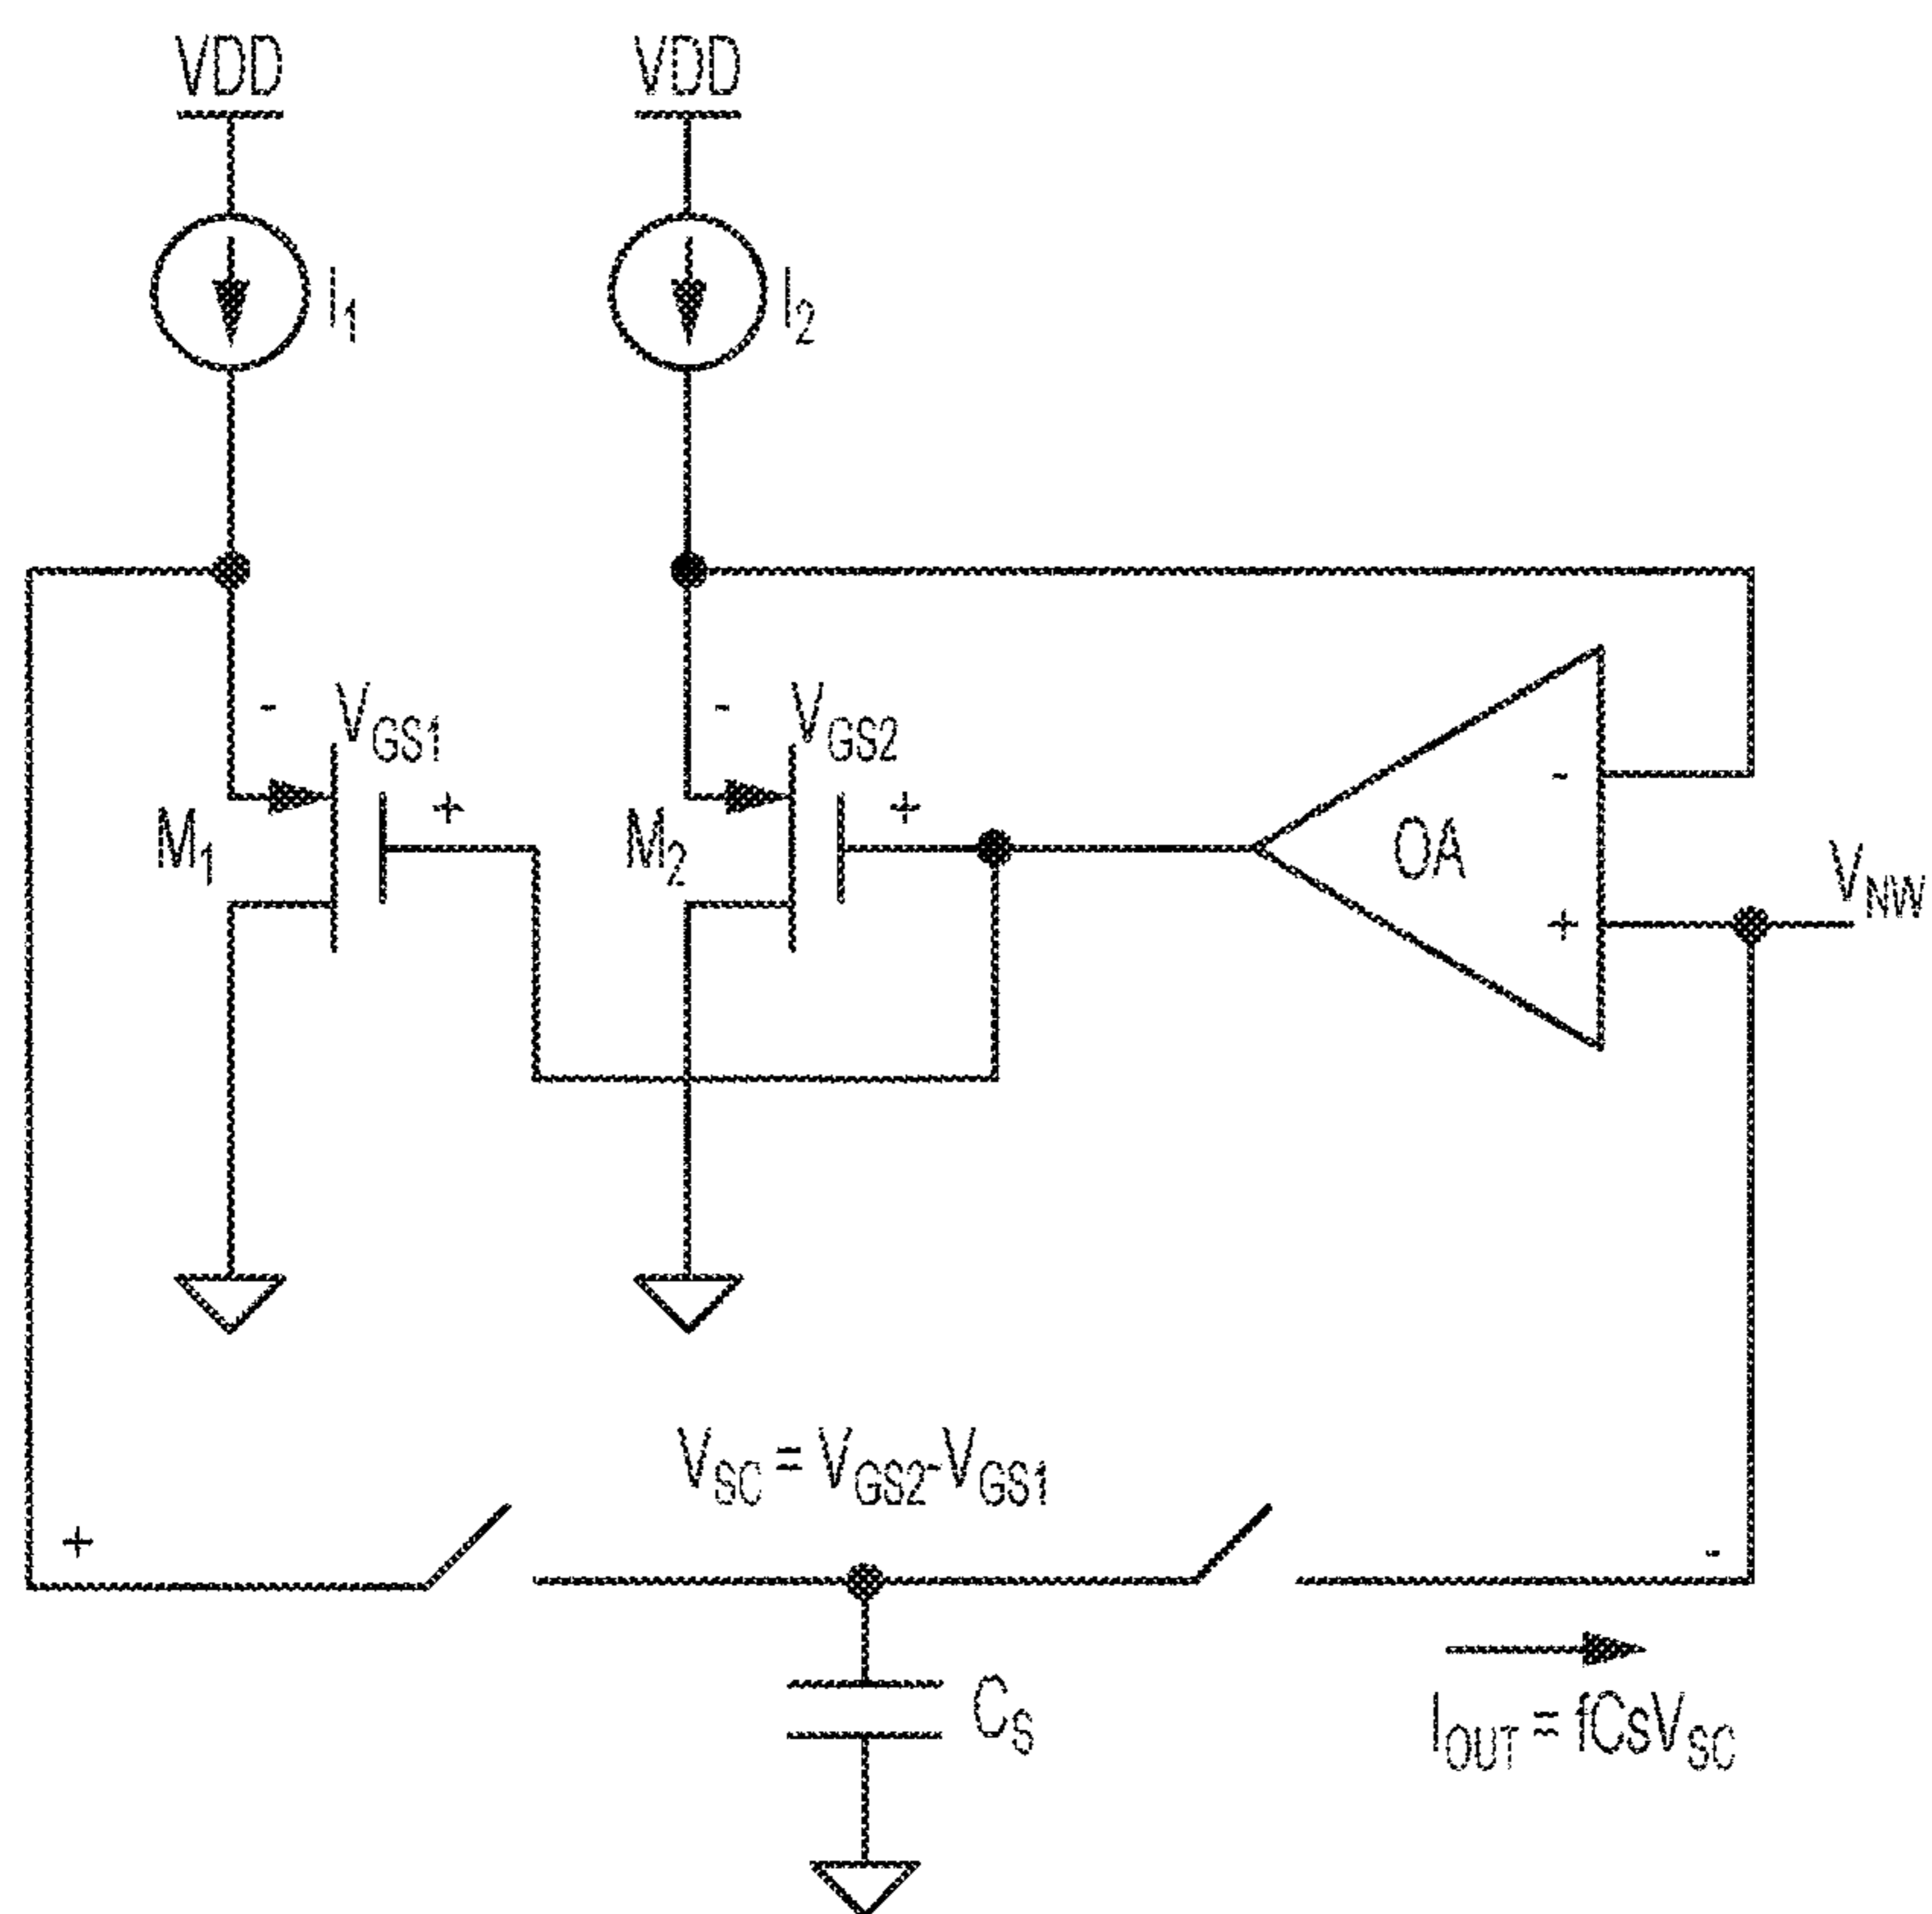 VDD VDD
I1 I2
- VGS1 - VGS2
+ +
M1 M2
- OA
+ VNW
VSC = VGS2-VGS1
+ -
CS
IOUT = fCsVSC